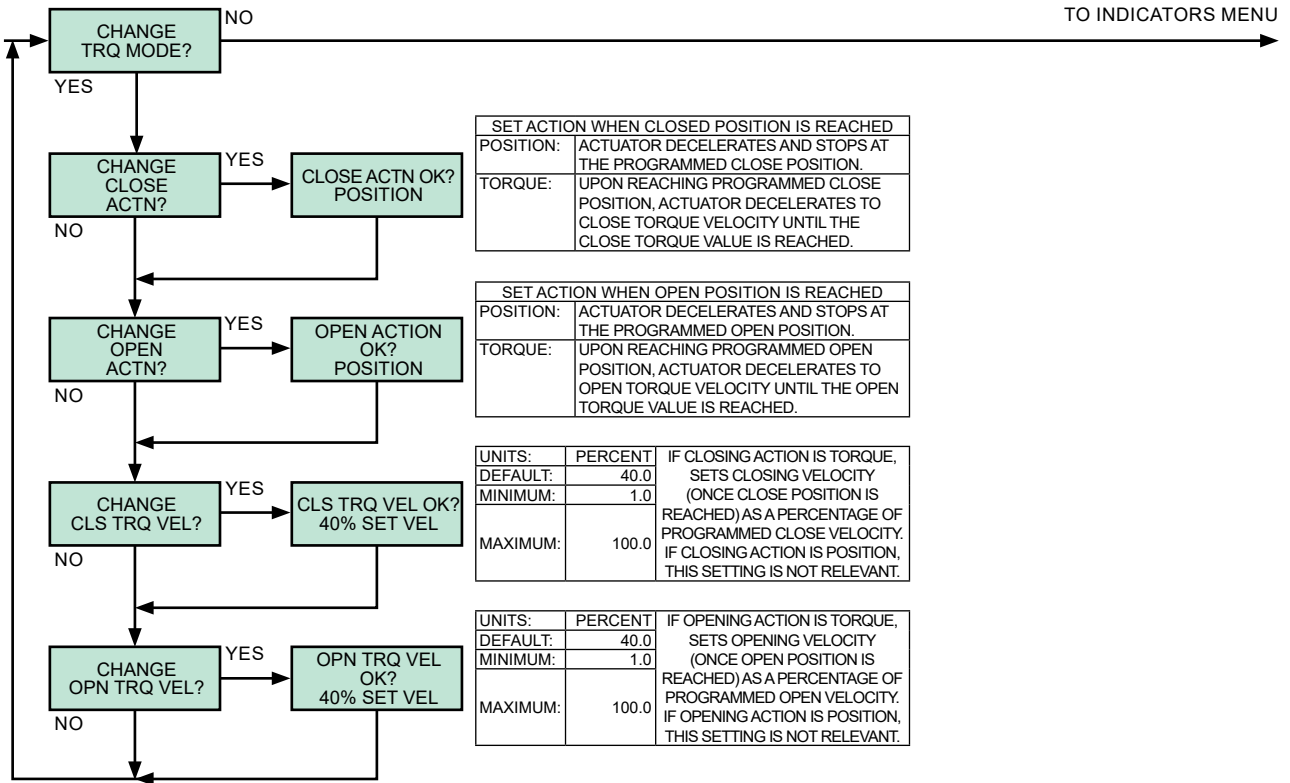 NO
TO INDICATORS MENU
CHANGE
TRQ MODE?
YES
CHANGE
CLOSE
ACTN?
YES
CLOSE ACTN OK?
POSITION
NO
SET ACTION WHEN CLOSED POSITION IS REACHED
POSITION: ACTUATOR DECELERATES AND STOPS AT
THE PROGRAMMED CLOSE POSITION.
TORQUE: UPON REACHING PROGRAMMED CLOSE
POSITION, ACTUATOR DECELERATES TO
CLOSE TORQUE VELOCITY UNTIL THE
CLOSE TORQUE VALUE IS REACHED.
CHANGE
OPEN
ACTN?
YES
OPEN ACTION
OK?
POSITION
NO
SET ACTION WHEN OPEN POSITION IS REACHED
POSITION: ACTUATOR DECELERATES AND STOPS AT
THE PROGRAMMED OPEN POSITION.
TORQUE: UPON REACHING PROGRAMMED OPEN
POSITION, ACTUATOR DECELERATES TO
OPEN TORQUE VELOCITY UNTIL THE OPEN
TORQUE VALUE IS REACHED.
CHANGE
CLS TRQ VEL?
YES
CLS TRQ VEL OK?
40% SET VEL
NO
UNITS: PERCENT
DEFAULT: 40.0
MINIMUM: 1.0
MAXIMUM: 100.0
IF CLOSING ACTION IS TORQUE,
SETS CLOSING VELOCITY
(ONCE CLOSE POSITION IS
REACHED) AS A PERCENTAGE OF
PROGRAMMED CLOSE VELOCITY.
IF CLOSING ACTION IS POSITION,
THIS SETTING IS NOT RELEVANT.
CHANGE
OPN TRQ VEL?
YES
OPN TRQ VEL
OK?
40% SET VEL
NO
UNITS: PERCENT
DEFAULT: 40.0
MINIMUM: 1.0
MAXIMUM: 100.0
IF OPENING ACTION IS TORQUE,
SETS OPENING VELOCITY
(ONCE OPEN POSITION IS
REACHED) AS A PERCENTAGE OF
PROGRAMMED OPEN VELOCITY.
IF OPENING ACTION IS POSITION,
THIS SETTING IS NOT RELEVANT.